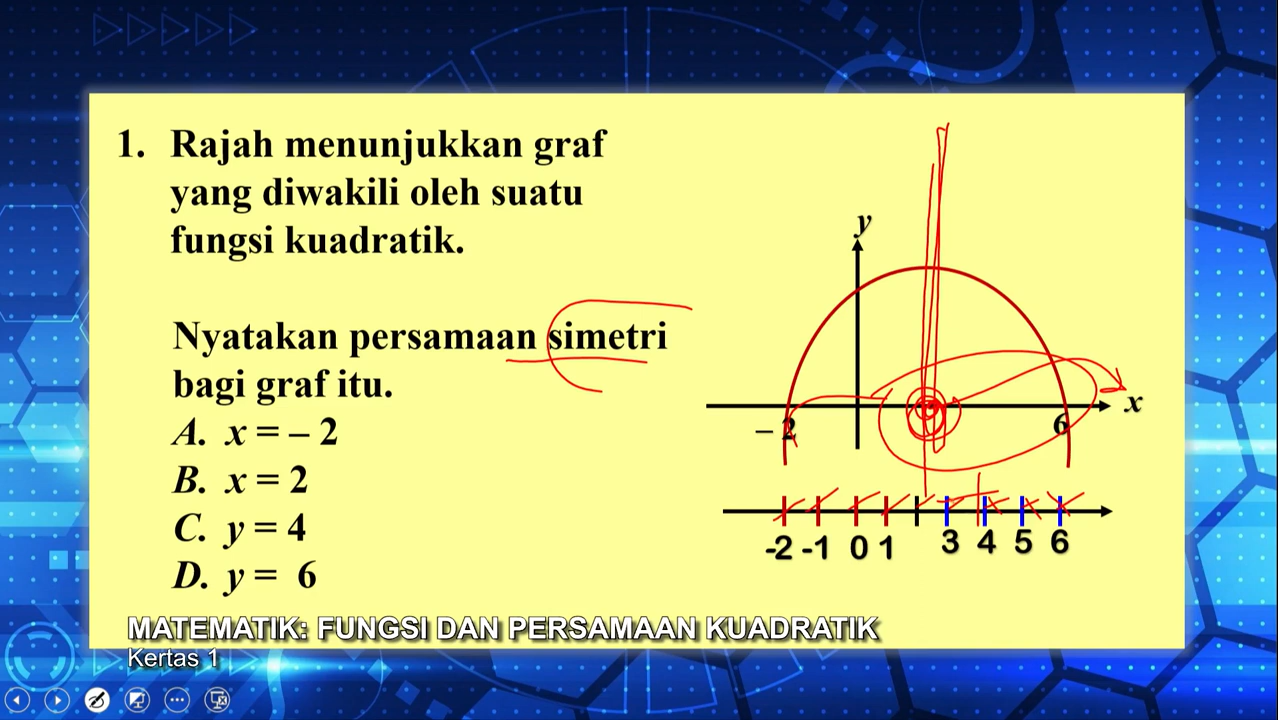 1. Rajah menunjukkan graf
yang diwakili oleh suatu
fungsi kuadratik.
Nyatakan persamaan simetri
bagi graf itu.
A. x = – 2
B. x = 2
C. y = 4
D. y = 6
y
x
– 2
6
-2 -1 0 1 3 4 5 6
MATEMATIK: FUNGSI DAN PERSAMAAN KUADRATIK
Kertas 1